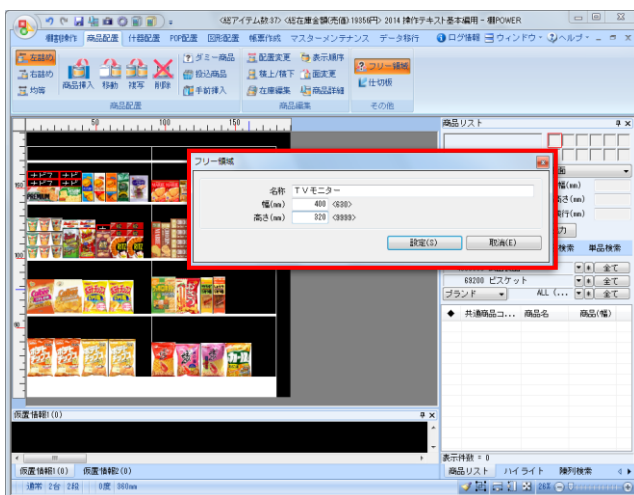 <総アイテム数:37> <総在庫金額(売価)19356円> 2014 操作テキスト基本編用 - 棚POWER
棚割操作 商品配置 什器配置 POP配置 図形配置 帳票作成 マスターメンテナンス データ移行 ログ情報 ウィンドウ ヘルプ
左詰め
右詰め
均等
商品挿入 移動 複写 削除
ダミー商品
投込商品
手前挿入
配置変更 表示順序
積上/積下 面変更
在庫編集 商品詳細
フリー領域
仕切板
商品配置 商品編集 その他
50 100 150
商品リスト
フリー領域
名称 TVモニター
幅(mm) 400 <630>
高さ(mm) 320 <9999>
設定(S) 取消(E)
幅(mm)
高さ(mm)
奥行(mm)
単品検索
全て
69200 ビスケット 全て
ブランド ALL (... 全て
◆ 共通商品コ... 商品名 商品(幅)
仮置情報1(0)
表示件数 = 0
仮置情報1(0) 仮置情報2(0)
商品リスト ハイライト 陳列検索
通常 2台 2段 0度 360mm
26%